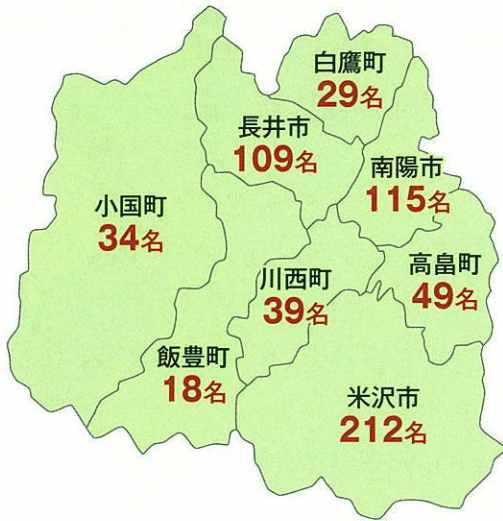 白鷹町
29名
長井市
109名
南陽市
115名
小国町
34名
高畠町
49名
川西町
39名
飯豊町
18名
米沢市
212名